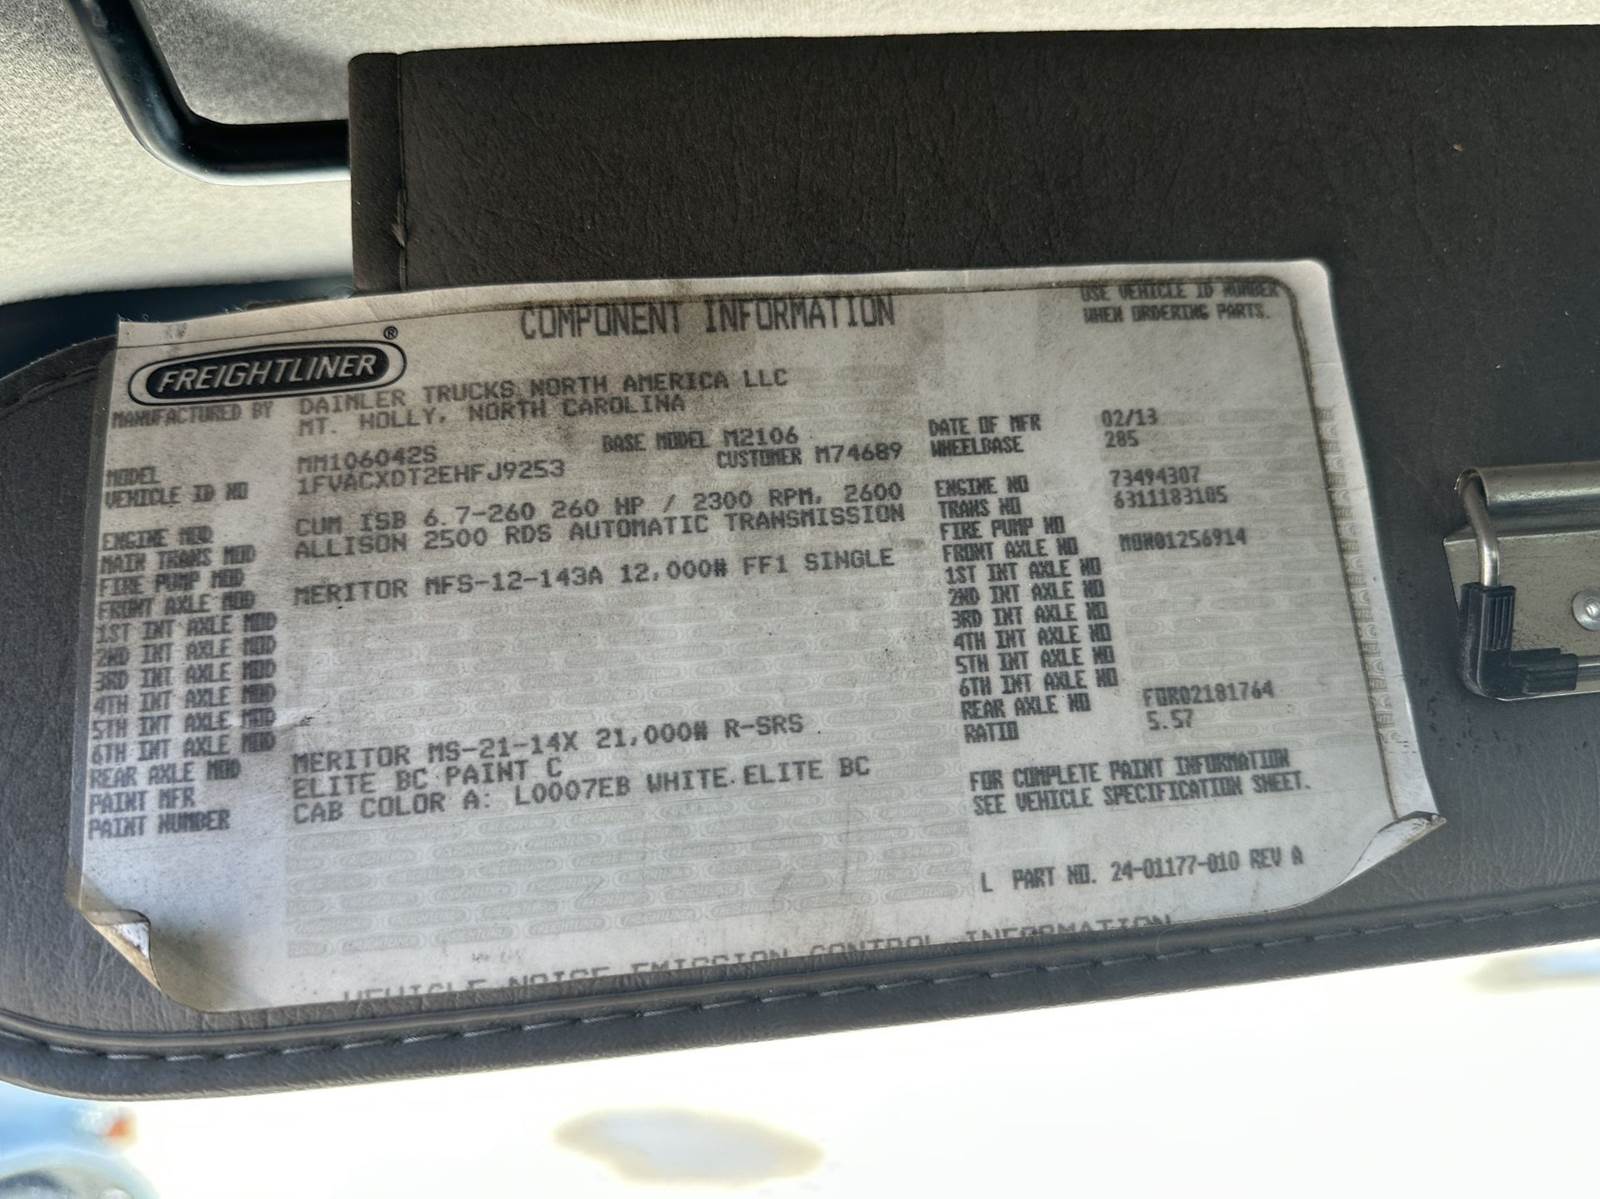 COMPONENT INFORMATION
USE VEHICLE ID NUMBER
WHEN ORDERING PARTS.
FREIGHTLINER ®
MANUFACTURED BY DAIMLER TRUCKS NORTH AMERICA LLC
MT. HOLLY, NORTH CAROLINA
DATE OF MFR 02/13
MODEL MM106042S BASE MODEL M2106 WHEELBASE 285
VEHICLE ID NO 1FVACXDT2EHFJ9253 CUSTOMER M74689
ENGINE MOD CUM ISB 6.7-260 260 HP / 2300 RPM, 2600 ENGINE NO 73494307
MAIN TRANS MOD ALLISON 2500 RDS AUTOMATIC TRANSMISSION TRANS NO 6311183105
FIRE PUMP MOD FIRE PUMP NO
FRONT AXLE MOD MERITOR MFS-12-143A 12,000# FF1 SINGLE FRONT AXLE NO MON01256914
1ST INT AXLE MOD 1ST INT AXLE NO
2ND INT AXLE MOD 2ND INT AXLE NO
3RD INT AXLE MOD 3RD INT AXLE NO
4TH INT AXLE MOD 4TH INT AXLE NO
5TH INT AXLE MOD 5TH INT AXLE NO
6TH INT AXLE MOD 6TH INT AXLE NO
REAR AXLE MOD MERITOR MS-21-14X 21,000# R-SRS REAR AXLE NO FOR02181764
PAINT MFR ELITE BC PAINT C RATIO 5.57
PAINT NUMBER CAB COLOR A: L0007EB WHITE ELITE BC
FOR COMPLETE PAINT INFORMATION
SEE VEHICLE SPECIFICATION SHEET.
L PART NO. 24-01177-010 REV A
VEHICLE NOISE EMISSION CONTROL INFORMATION